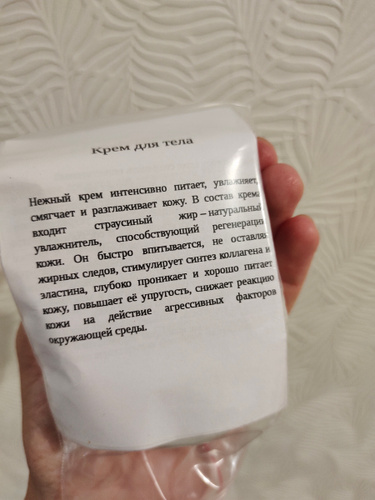 Крем для тела
Нежный крем интенсивно питает, увлажняет,
смягчает и разглаживает кожу. В состав крема
входит страусиный жир – натуральный
увлажнитель, способствующий регенерации
кожи. Он быстро впитывается, не оставляя
жирных следов, стимулирует синтез коллагена и
эластина, глубоко проникает и хорошо питает
кожу, повышает её упругость, снижает реакцию
кожи на действие агрессивных факторов
окружающей среды.